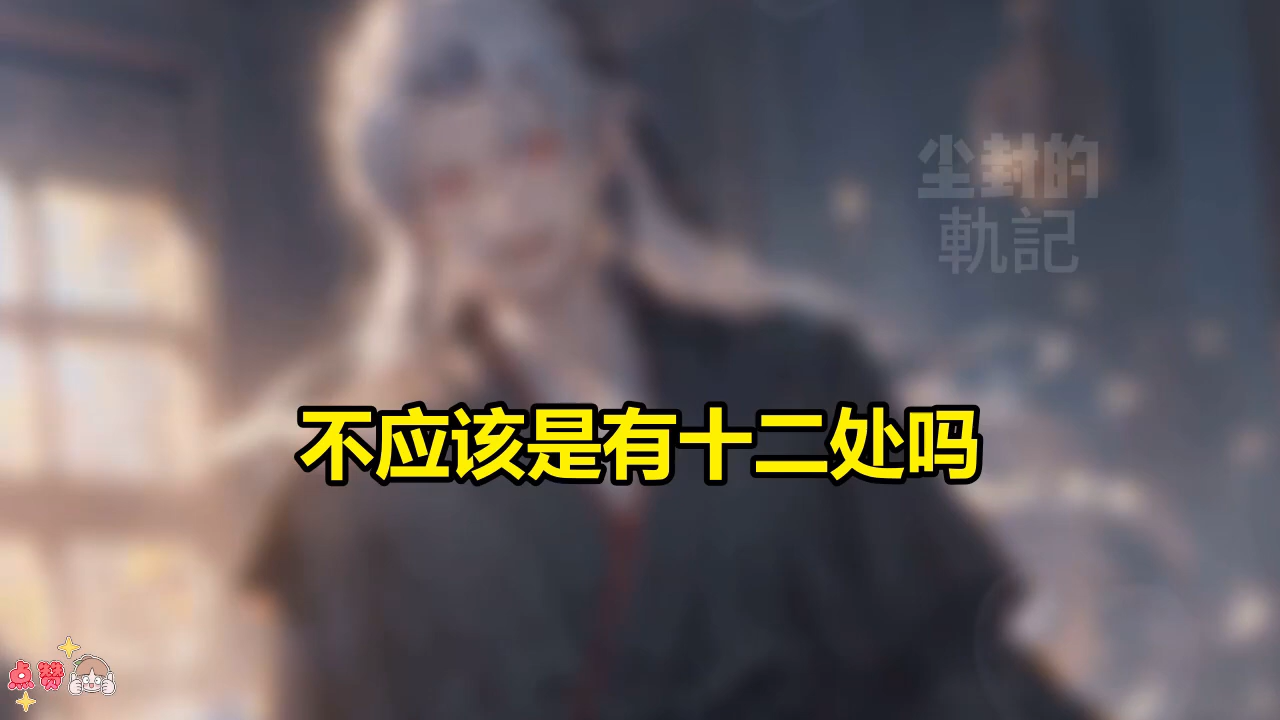 尘封的
軌記
不应该是有十二处吗
点赞